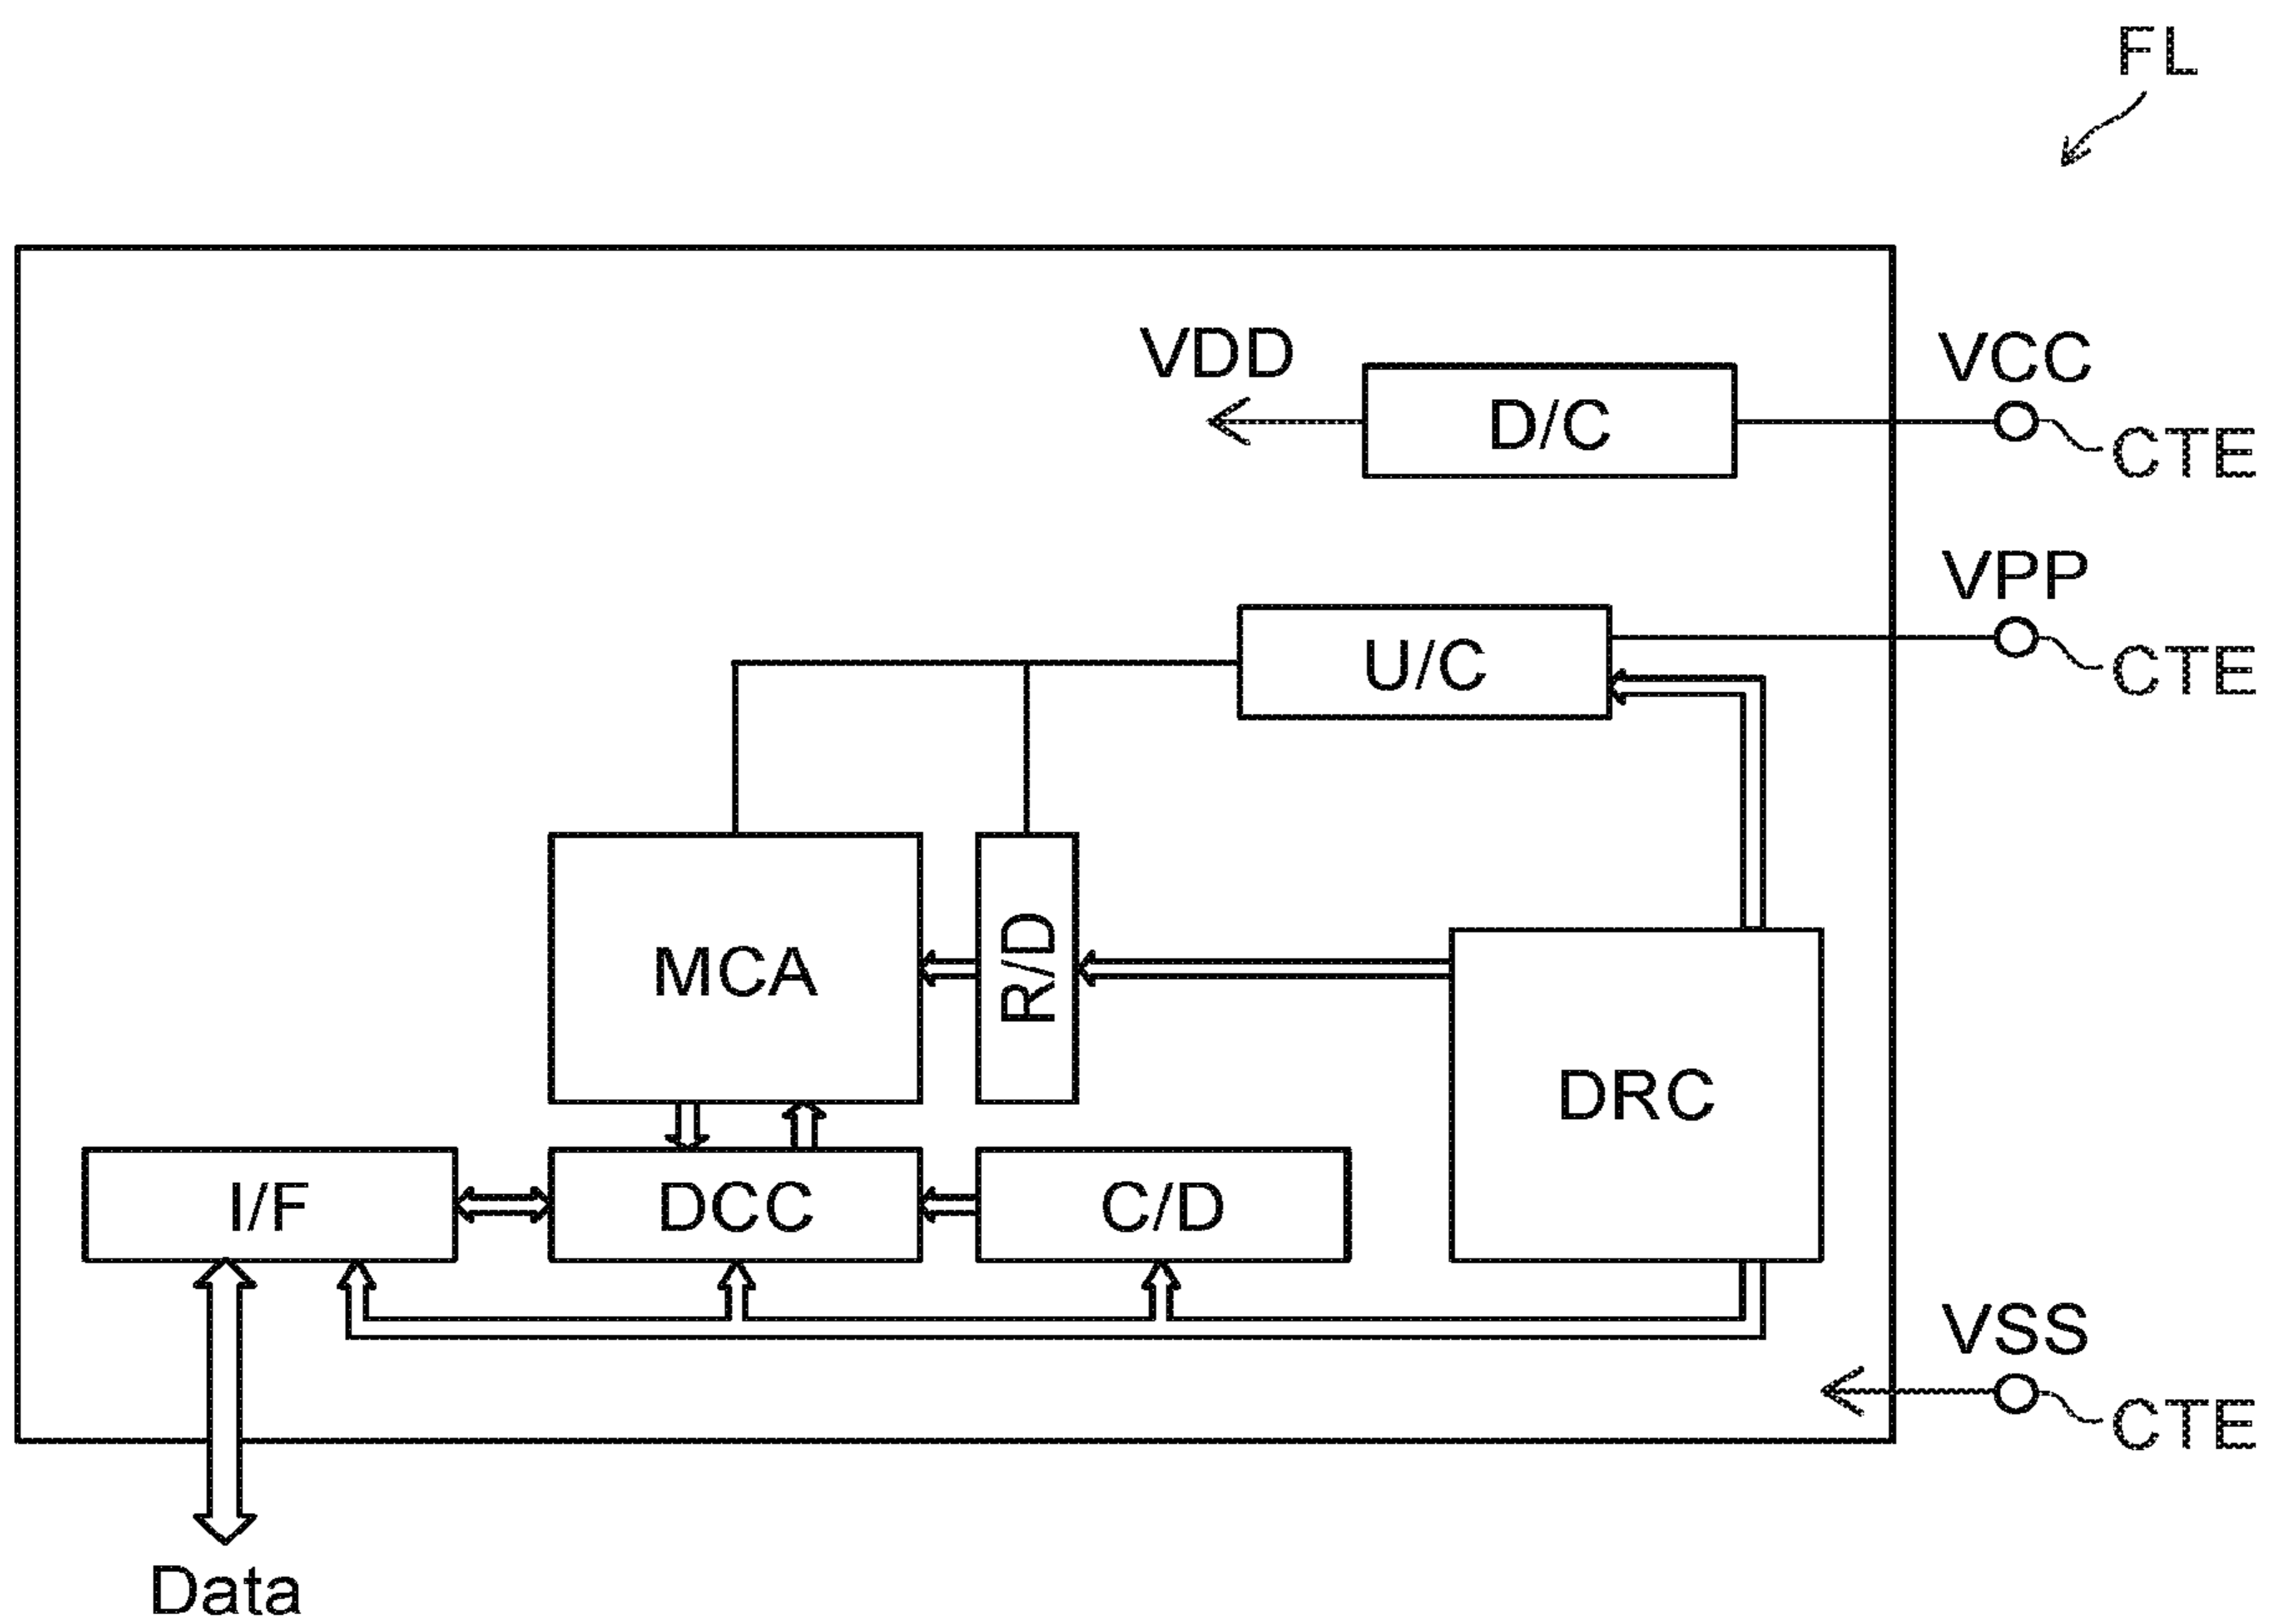 FL
VDD
VCC
D/C
CTE
VPP
U/C
CTE
MCA
R/D
DRC
I/F
DCC
C/D
VSS
CTE
Data